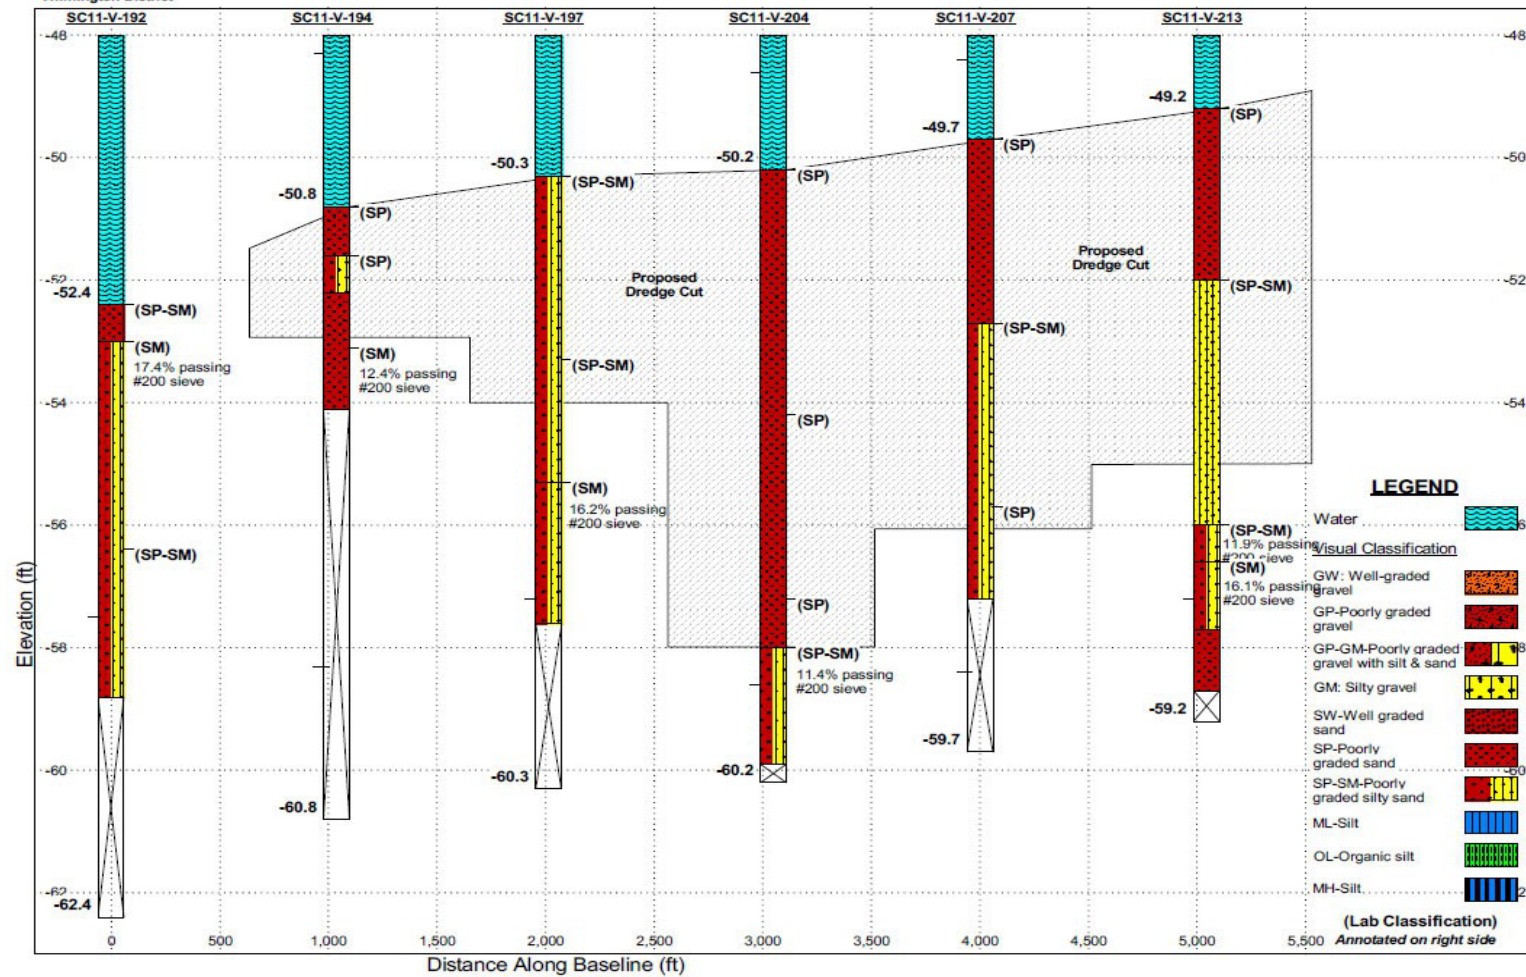 SC11-V-192
SC11-V-194
SC11-V-197
SC11-V-204
SC11-V-207
SC11-V-213
-48
-48
-49.2
(SP)
-49.7
(SP)
-50
-50
-50.3
(SP-SM)
-50.2
(SP)
-50.8
(SP)
(SP)
-52
-52
-52.4
(SP-SM)
Proposed
Dredge Cut
Proposed
Dredge Cut
(SP-SM)
(SP-SM)
(SM)
17.4% passing
#200 sieve
(SM)
12.4% passing
#200 sieve
(SP-SM)
-54
-54
(SP)
(SM)
16.2% passing
#200 sieve
(SP)
-56
(SP-SM)
(SP-SM)
11.9% passing
(SM)
16.1% passing
#200 sieve
(SP)
-58
(SP-SM)
11.4% passing
#200 sieve
-59.2
-59.7
-60
-60.2
-60.3
-60.8
-62
-62.4
Elevation (ft)
0
500
1,000
1,500
2,000
2,500
3,000
3,500
4,000
4,500
5,000
5,500
Distance Along Baseline (ft)
LEGEND
Water
6
Visual Classification
GW: Well-graded
gravel
GP-Poorly graded
gravel
GP-GM-Poorly graded
gravel with silt & sand
8
GM: Silty gravel
SW-Well graded
sand
SP-Poorly
graded sand
60
SP-SM-Poorly
graded silty sand
ML-Silt
OL-Organic silt
MH-Silt
2
(Lab Classification)
Annotated on right side